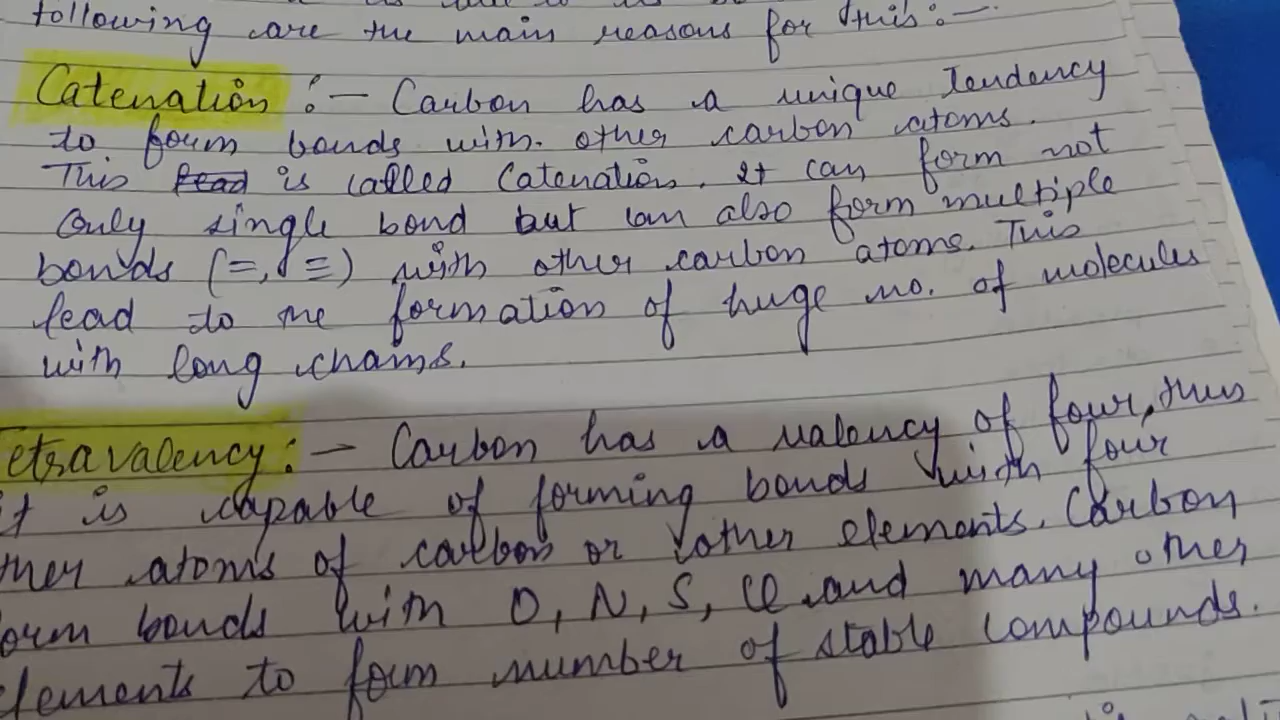 following are the main reasons for this:-
Catenation :- Carbon has a unique Tendency
to form bonds with other carbon atoms.
This lead is called Catenation. It can form not
Only single bond but can also form multiple
bonds (=, ≡) with other carbon atoms. This
lead to the formation of huge no. of molecules
with long chains.
etravalency :- Carbon has a valency of four, thus
it is capable of forming bonds with four
ther atoms of carbon or other elements. Carbon
orm bonds with O, N, S, Cl and many other
lements to form number of stable compounds.